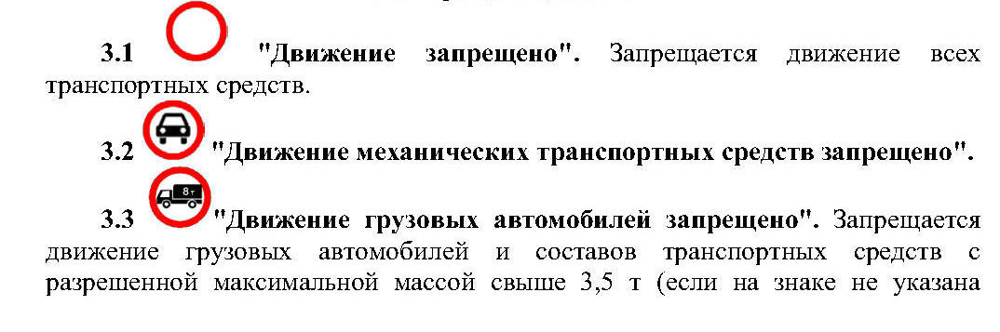 3.1 "Движение запрещено". Запрещается движение всех
транспортных средств.
3.2 "Движение механических транспортных средств запрещено".
8т
3.3 "Движение грузовых автомобилей запрещено". Запрещается
движение грузовых автомобилей и составов транспортных средств с
разрешенной максимальной массой свыше 3,5 т (если на знаке не указана